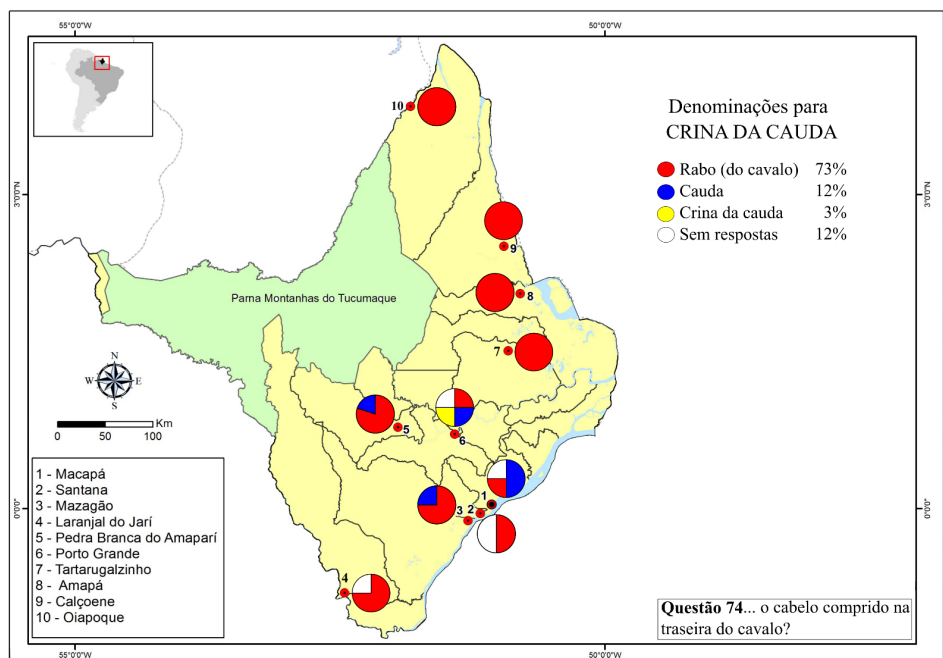 55°0'0"W
50°0'0"W
Denominações para
CRINA DA CAUDA
Rabo (do cavalo) 73%
Cauda 12%
Crina da cauda 3%
Sem respostas 12%
3°0'0"N
3°0'0"N
10
9
8
7
Parna Montanhas do Tucumaque
N
W E
S
0 50 100
Km
5
6
1
2
3
4
0°0'0"
0°0'0"
1 - Macapá
2 - Santana
3 - Mazagão
4 - Laranjal do Jarí
5 - Pedra Branca do Amaparí
6 - Porto Grande
7 - Tartarugalzinho
8 - Amapá
9 - Calçoene
10 - Oiapoque
Questão 74... o cabelo comprido na
traseira do cavalo?
55°0'0"W
50°0'0"W